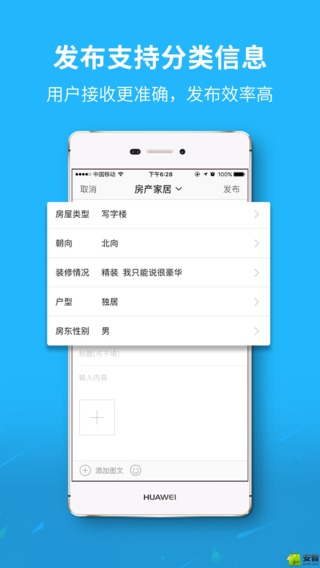 发布支持分类信息
用户接收更准确，发布效率高
中国移动 下午6:28 100%
取消 房产家居 发布
房屋类型 写字楼
朝向 北向
装修情况 精装 我只能说很豪华
户型 独居
房东性别 男
标题(可不填)
输入内容
添加图文
HUAWEI
安智